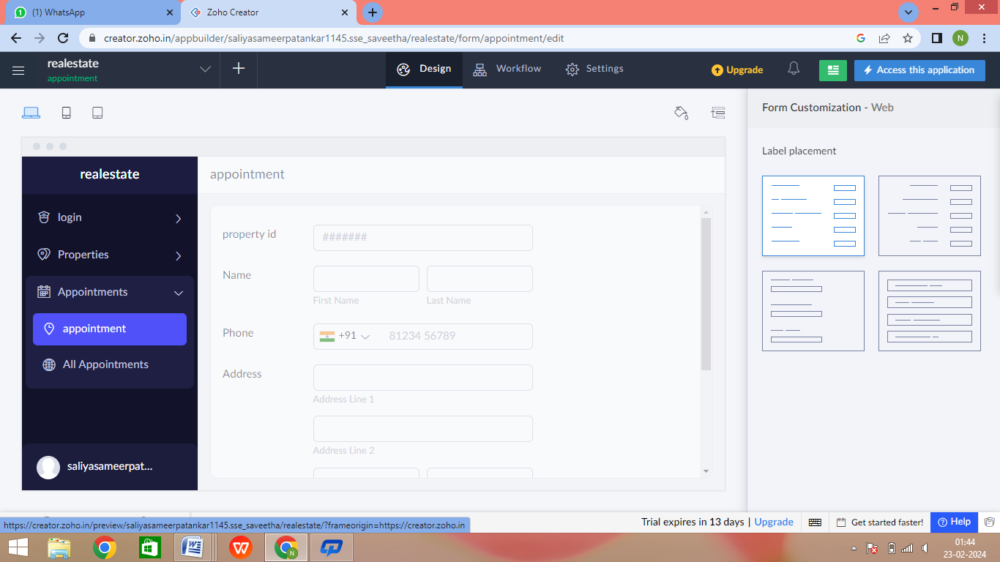 (1) WhatsApp
Zoho Creator
creator.zoho.in/appbuilder/saliyasameerpatankar1145.sse_saveetha/realestate/form/appointment/edit
N
realestate
appointment
Design
Workflow
Settings
Upgrade
Access this application
Form Customization - Web
Label placement
realestate
login
Properties
Appointments
appointment
All Appointments
saliyasameerpat...
appointment
property id
#######
Name
First Name
Last Name
Phone
+91
81234 56789
Address
Address Line 1
Address Line 2
https://creator.zoho.in/preview/saliyasameerpatankar1145.sse_saveetha/realestate/?frameorigin=https://creator.zoho.in
Trial expires in 13 days | Upgrade
Get started faster!
Help
01:44
23-02-2024